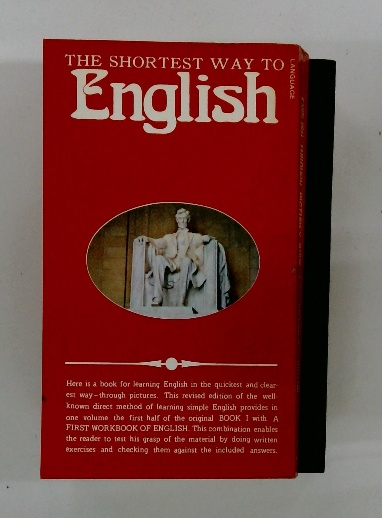 THE SHORTEST WAY TO
English
LANGUAGE
Here is a book for learning English in the quickest and clear-
est way–through pictures. This revised edition of the well-
known direct method of learning simple English provides in
one volume the first half of the original BOOK I with A
FIRST WORKBOOK OF ENGLISH. This combination enables
the reader to test his grasp of the material by doing written
exercises and checking them against the included answers.